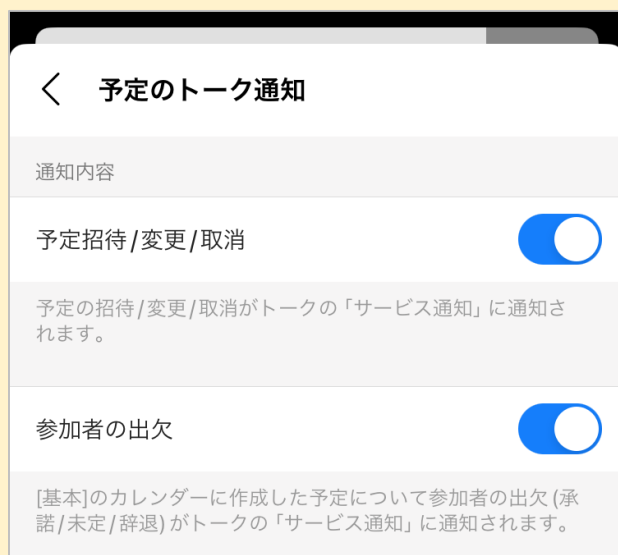 予定のトーク通知
通知内容
予定招待/変更/取消
予定の招待/変更/取消がトークの「サービス通知」に通知さ
れます。
参加者の出欠
[基本]のカレンダーに作成した予定について参加者の出欠(承
諾/未定/辞退)がトークの「サービス通知」に通知されます。